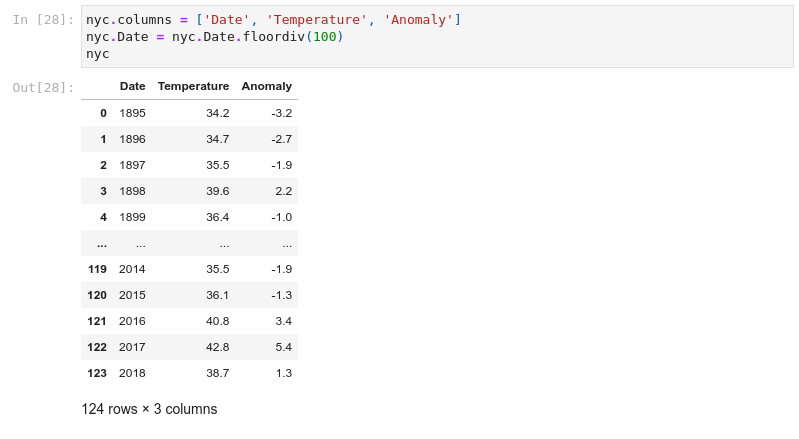 In [28]: nyc.columns = ['Date', 'Temperature', 'Anomaly']
nyc.Date = nyc.Date.floordiv(100)
nyc
Out[28]:
Date Temperature Anomaly
0 1895 34.2 -3.2
1 1896 34.7 -2.7
2 1897 35.5 -1.9
3 1898 39.6 2.2
4 1899 36.4 -1.0
... ... ... ...
119 2014 35.5 -1.9
120 2015 36.1 -1.3
121 2016 40.8 3.4
122 2017 42.8 5.4
123 2018 38.7 1.3
124 rows × 3 columns